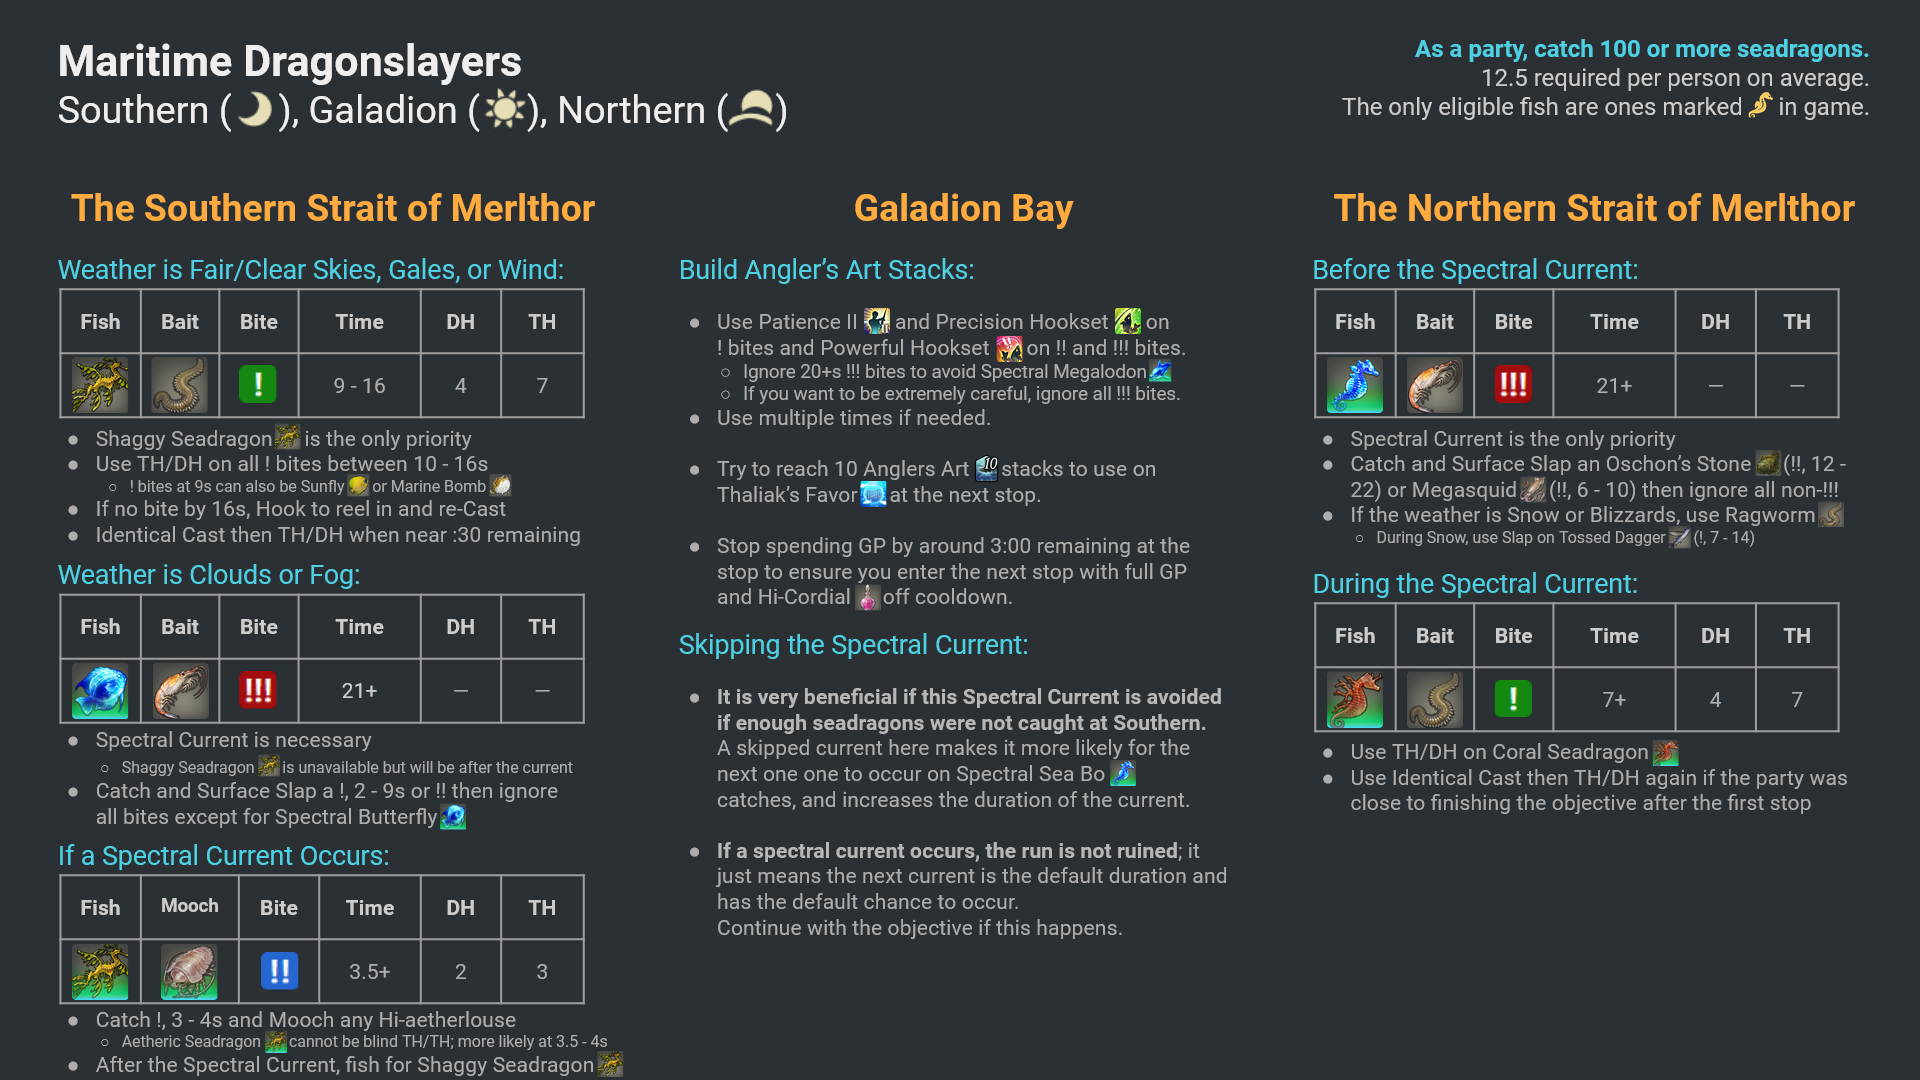 Maritime Dragonslayers
Southern ( ), Galadion ( ), Northern ( )
As a party, catch 100 or more seadragons.
12.5 required per person on average.
The only eligible fish are ones marked in game.
The Southern Strait of Merlthor
Weather is Fair/Clear Skies, Gales, or Wind:
Fish Bait Bite Time DH TH
! 9 - 16 4 7
● Shaggy Seadragon is the only priority
● Use TH/DH on all ! bites between 10 - 16s
○ ! bites at 9s can also be Sunfly or Marine Bomb
● If no bite by 16s, Hook to reel in and re-Cast
● Identical Cast then TH/DH when near :30 remaining
Weather is Clouds or Fog:
Fish Bait Bite Time DH TH
!!! 21+ — —
● Spectral Current is necessary
○ Shaggy Seadragon is unavailable but will be after the current
● Catch and Surface Slap a !, 2 - 9s or !! then ignore
all bites except for Spectral Butterfly
If a Spectral Current Occurs:
Fish Mooch Bite Time DH TH
!! 3.5+ 2 3
● Catch !, 3 - 4s and Mooch any Hi-aetherlouse
○ Aetheric Seadragon cannot be blind TH/TH; more likely at 3.5 - 4s
● After the Spectral Current, fish for Shaggy Seadragon
Galadion Bay
Build Angler’s Art Stacks:
● Use Patience II and Precision Hookset on
! bites and Powerful Hookset on !! and !!! bites.
○ Ignore 20+s !!! bites to avoid Spectral Megalodon
○ If you want to be extremely careful, ignore all !!! bites.
● Use multiple times if needed.
● Try to reach 10 Anglers Art 10 stacks to use on
Thaliak’s Favor at the next stop.
● Stop spending GP by around 3:00 remaining at the
stop to ensure you enter the next stop with full GP
and Hi-Cordial off cooldown.
Skipping the Spectral Current:
● It is very beneficial if this Spectral Current is avoided
if enough seadragons were not caught at Southern.
A skipped current here makes it more likely for the
next one one to occur on Spectral Sea Bo
catches, and increases the duration of the current.
● If a spectral current occurs, the run is not ruined; it
just means the next current is the default duration and
has the default chance to occur.
Continue with the objective if this happens.
The Northern Strait of Merlthor
Before the Spectral Current:
Fish Bait Bite Time DH TH
!!! 21+ — —
● Spectral Current is the only priority
● Catch and Surface Slap an Oschon’s Stone (!!, 12 -
22) or Megasquid (!!, 6 - 10) then ignore all non-!!!
● If the weather is Snow or Blizzards, use Ragworm
○ During Snow, use Slap on Tossed Dagger (!, 7 - 14)
During the Spectral Current:
Fish Bait Bite Time DH TH
! 7+ 4 7
● Use TH/DH on Coral Seadragon
● Use Identical Cast then TH/DH again if the party was
close to finishing the objective after the first stop